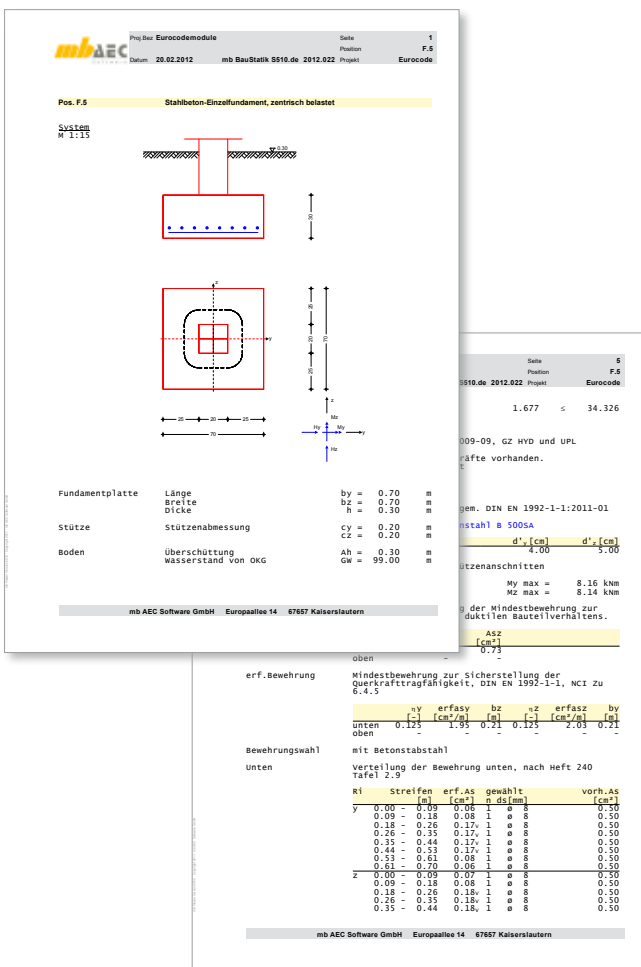 mbAEC
Software
Proj.Bez Eurocodemodule Seite 1
Position F.5
Datum 20.02.2012 mb BauStatik S510.de 2012.022 Projekt Eurocode
Pos. F.5 Stahlbeton-Einzelfundament, zentrisch belastet
System
M 1:15
0.30
30
z
y
35
20
25
70
25 20 25
70
z
Mz
Hy My y
Hz
Fundamentplatte Länge by = 0.70 m
Breite bz = 0.70 m
Dicke h = 0.30 m
Stütze Stützenabmessung cy = 0.20 m
cz = 0.20 m
Boden Überschüttung Ah = 0.30 m
Wasserstand von OKG GW = 99.00 m
mb AEC Software GmbH Europaallee 14 67657 Kaiserslautern
Seite 5
Position F.5
S510.de 2012.022 Projekt Eurocode
1.677 ≤ 34.326
009-09, GZ HYD und UPL
räfte vorhanden.
t
gem. DIN EN 1992-1-1:2011-01
nstahl B 500SA
d'y[cm] d'z[cm]
4.00 5.00
ützenanschnitten
My max = 8.16 kNm
Mz max = 8.14 kNm
g der Mindestbewehrung zur
duktilen Bauteilverhaltens.
Asz
[cm²]
0.73
oben - -
erf.Bewehrung Mindestbewehrung zur Sicherstellung der
Querkrafttragfähigkeit, DIN EN 1992-1-1, NCI Zu
6.4.5
ηy erfasy bz ηz erfasz by
[-] [cm²/m] [m] [-] [cm²/m] [m]
unten 0.125 1.95 0.21 0.125 2.03 0.21
oben - - - - - -
Bewehrungswahl mit Betonstabstahl
Unten Verteilung der Bewehrung unten, nach Heft 240
Tafel 2.9
Ri Streifen erf.As gewählt vorh.As
[m] [cm²] n ds[mm] [cm²]
y 0.00 - 0.09 0.06 1 ø 8 0.50
0.09 - 0.18 0.08 1 ø 8 0.50
0.18 - 0.26 0.17v 1 ø 8 0.50
0.26 - 0.35 0.17v 1 ø 8 0.50
0.35 - 0.44 0.17v 1 ø 8 0.50
0.44 - 0.53 0.17v 1 ø 8 0.50
0.53 - 0.61 0.08 1 ø 8 0.50
0.61 - 0.70 0.06 1 ø 8 0.50
z 0.00 - 0.09 0.07 1 ø 8 0.50
0.09 - 0.18 0.08 1 ø 8 0.50
0.18 - 0.26 0.18v 1 ø 8 0.50
0.26 - 0.35 0.18v 1 ø 8 0.50
0.35 - 0.44 0.18v 1 ø 8 0.50
mb AEC Software GmbH Europaallee 14 67657 Kaiserslautern